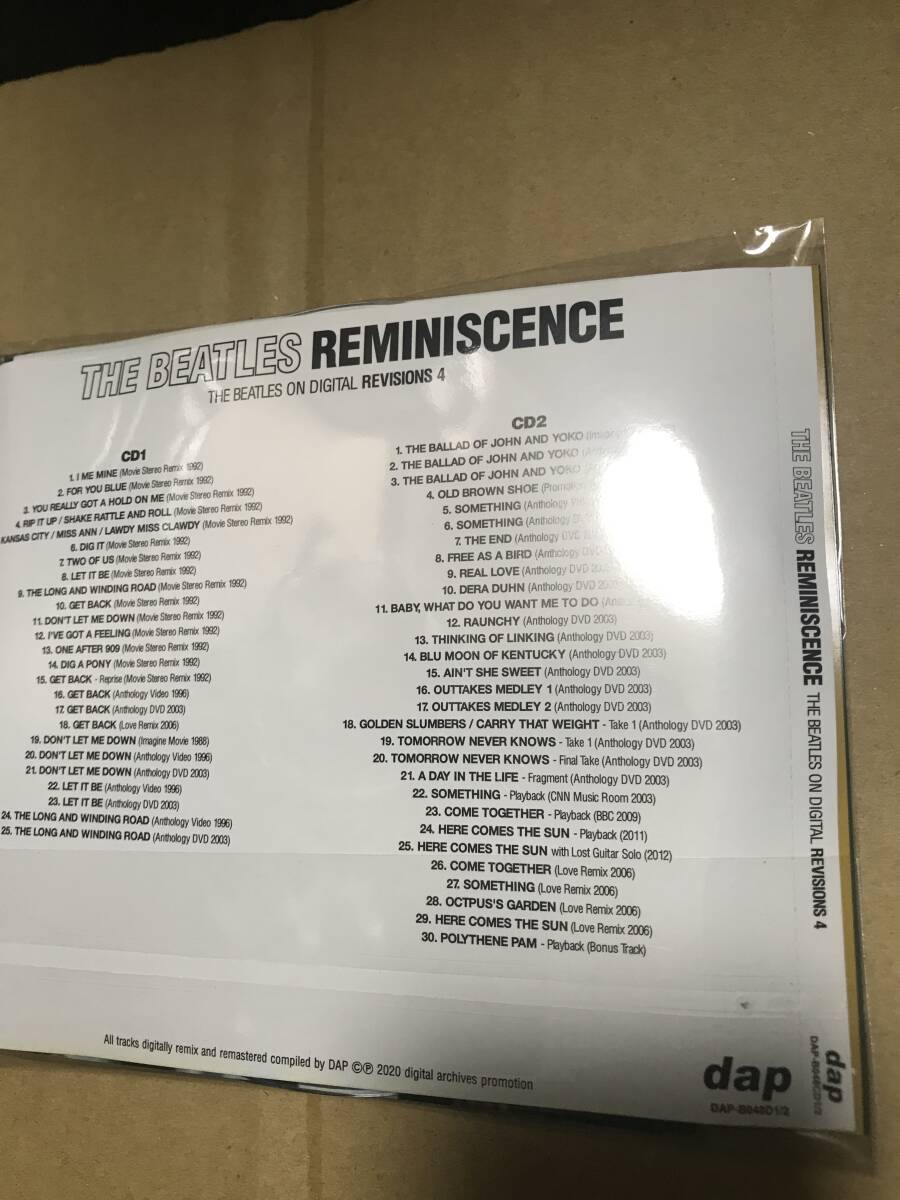 THE BEATLES REMINISCENCE
THE BEATLES ON DIGITAL REVISIONS 4
CD1
1. I ME MINE (Movie Stereo Remix 1992)
2. FOR YOU BLUE (Movie Stereo Remix 1992)
3. YOU REALLY GOT A HOLD ON ME (Movie Stereo Remix 1992)
4. RIP IT UP / SHAKE RATTLE AND ROLL (Movie Stereo Remix 1992)
KANSAS CITY / MISS ANN / LAWDY MISS CLAWDY (Movie Stereo Remix 1992)
6. DIG IT (Movie Stereo Remix 1992)
7. TWO OF US (Movie Stereo Remix 1992)
8. LET IT BE (Movie Stereo Remix 1992)
9. THE LONG AND WINDING ROAD (Movie Stereo Remix 1992)
10. GET BACK (Movie Stereo Remix 1992)
11. DON'T LET ME DOWN (Movie Stereo Remix 1992)
12. I'VE GOT A FEELING (Movie Stereo Remix 1992)
13. ONE AFTER 909 (Movie Stereo Remix 1992)
14. DIG A PONY (Movie Stereo Remix 1992)
15. GET BACK - Reprise (Movie Stereo Remix 1992)
16. GET BACK (Anthology Video 1996)
17. GET BACK (Anthology DVD 2003)
18. GET BACK (Love Remix 2006)
19. DON'T LET ME DOWN (Imagine Movie 1988)
20. DON'T LET ME DOWN (Anthology Video 1996)
21. DON'T LET ME DOWN (Anthology DVD 2003)
22. LET IT BE (Anthology Video 1996)
23. LET IT BE (Anthology DVD 2003)
24. THE LONG AND WINDING ROAD (Anthology Video 1996)
25. THE LONG AND WINDING ROAD (Anthology DVD 2003)
CD2
1. THE BALLAD OF JOHN AND YOKO
2. THE BALLAD OF JOHN AND YOKO
3. THE BALLAD OF JOHN AND YOKO
4. OLD BROWN SHOE
5. SOMETHING (Anthology
6. SOMETHING (Anthology
7. THE END (Anthology DVD
8. FREE AS A BIRD (Anthology DVD
9. REAL LOVE (Anthology DVD
10. DERA DUHN (Anthology DVD 2003)
11. BABY, WHAT DO YOU WANT ME TO DO
12. RAUNCHY (Anthology DVD 2003)
13. THINKING OF LINKING (Anthology DVD 2003)
14. BLU MOON OF KENTUCKY (Anthology DVD 2003)
15. AIN'T SHE SWEET (Anthology DVD 2003)
16. OUTTAKES MEDLEY 1 (Anthology DVD 2003)
17. OUTTAKES MEDLEY 2 (Anthology DVD 2003)
18. GOLDEN SLUMBERS / CARRY THAT WEIGHT - Take 1 (Anthology DVD 2003)
19. TOMORROW NEVER KNOWS - Take 1 (Anthology DVD 2003)
20. TOMORROW NEVER KNOWS - Final Take (Anthology DVD 2003)
21. A DAY IN THE LIFE - Fragment (Anthology DVD 2003)
22. SOMETHING - Playback (CNN Music Room 2003)
23. COME TOGETHER - Playback (BBC 2009)
24. HERE COMES THE SUN - Playback (2011)
25. HERE COMES THE SUN with Lost Guitar Solo (2012)
26. COME TOGETHER (Love Remix 2006)
27. SOMETHING (Love Remix 2006)
28. OCTPUS'S GARDEN (Love Remix 2006)
29. HERE COMES THE SUN (Love Remix 2006)
30. POLYTHENE PAM - Playback (Bonus Track)
All tracks digitally remix and remastered compiled by DAP ©℗ 2020 digital archives promotion
dap
DAP-B048D1/2
THE BEATLES REMINISCENCE THE BEATLES ON DIGITAL REVISIONS 4
dap